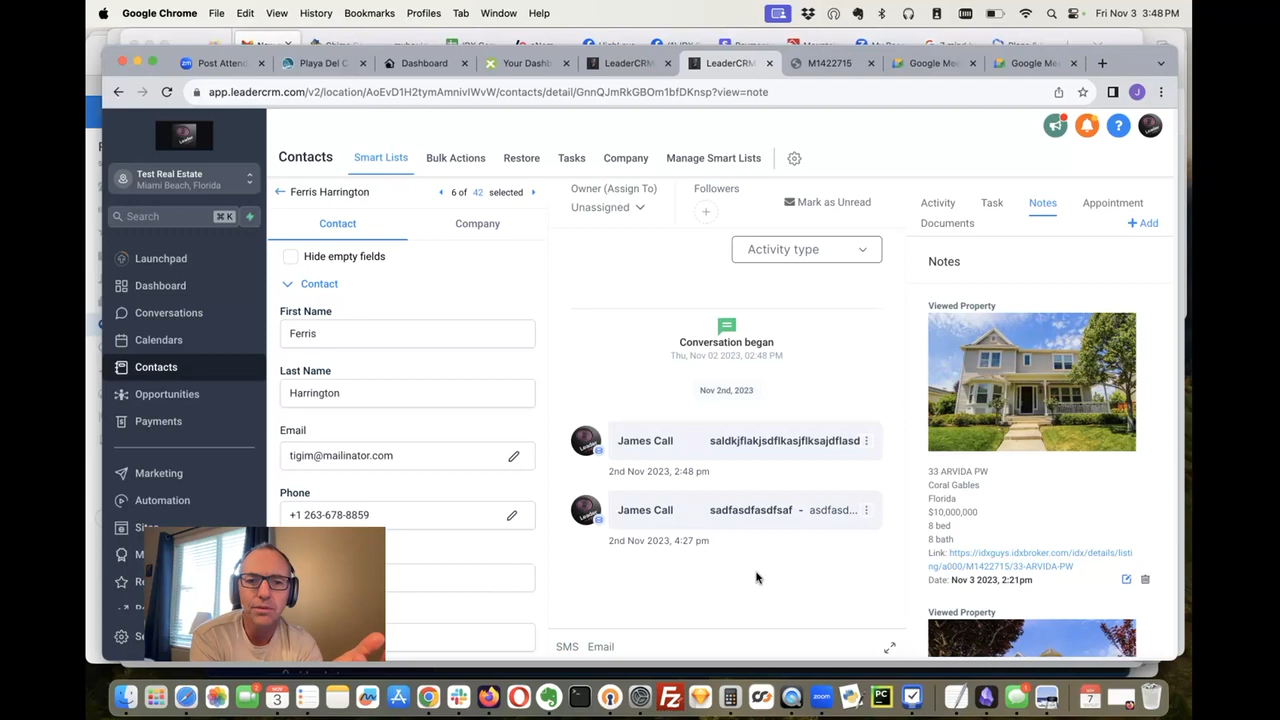 Google Chrome File Edit View History Bookmarks Profiles Tab Window Help Fri Nov 3 3:48 PM
Post Attend Playa Del C Dashboard Your Dashb LeaderCRM LeaderCRM M1422715 Google Me Google Me
app.leadercrm.com/v2/location/AoEvD1H2tymAmnivIWvW/contacts/detail/GnnQJmRkGBOm1bfDKnsp?view=note
Test Real Estate
Miami Beach, Florida
Search ⌘ K
Launchpad
Dashboard
Conversations
Calendars
Contacts
Opportunities
Payments
Marketing
Automation
Contacts Smart Lists Bulk Actions Restore Tasks Company Manage Smart Lists
Ferris Harrington 6 of 42 selected
Contact Company
Hide empty fields
Contact
First Name
Ferris
Last Name
Harrington
Email
tigim@mailinator.com
Phone
+1 263-678-8859
Owner (Assign To)
Unassigned
Followers
Mark as Unread
Activity type
Conversation began
Thu, Nov 02 2023, 02:48 PM
Nov 2nd, 2023
James Call saldkjflakjsdflkasjflksajdflasd
2nd Nov 2023, 2:48 pm
James Call sadfasdfasdfsaf - asdfasd...
2nd Nov 2023, 4:27 pm
SMS Email
Activity Task Notes Appointment
Documents
+ Add
Notes
Viewed Property
33 ARVIDA PW
Coral Gables
Florida
$10,000,000
8 bed
8 bath
Link: https://idxguys.idxbroker.com/idx/details/listi
ng/a000/M1422715/33-ARVIDA-PW
Date: Nov 3 2023, 2:21pm
Viewed Property